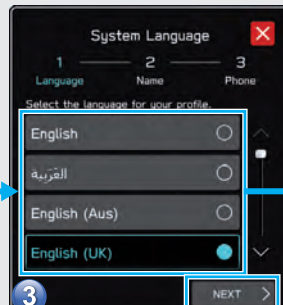 System Language
1 2 3
Language Name Phone
Select the language for your profile.
English
العَرَبية
English (Aus)
English (UK)
3
NEXT